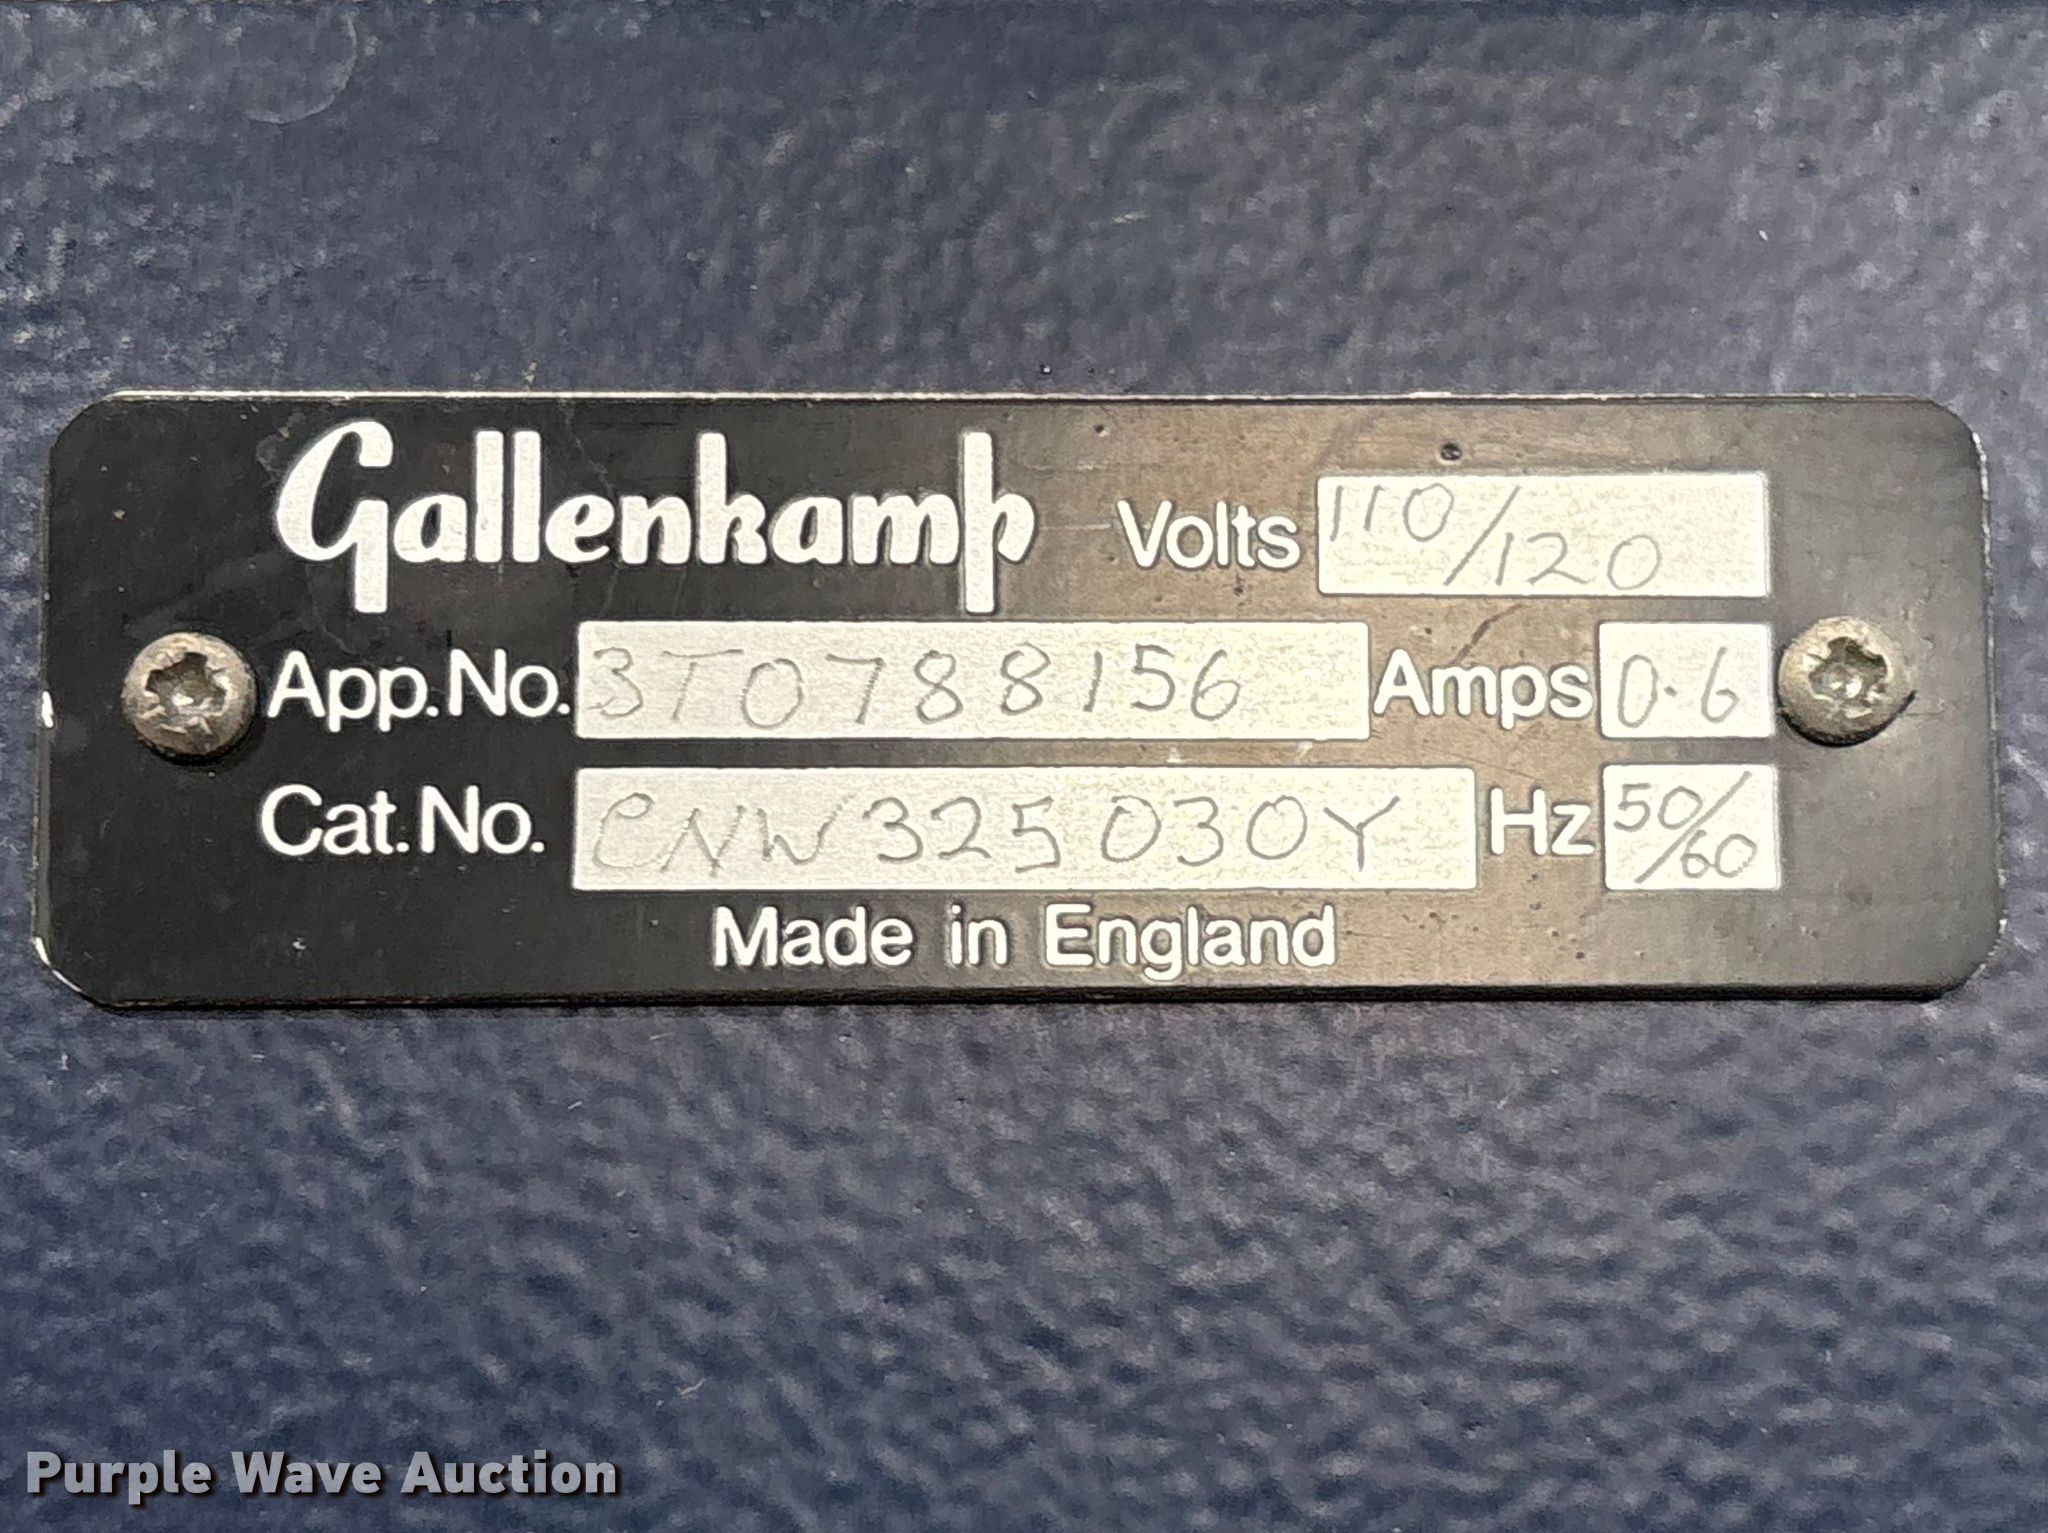 Gallenkamp Volts 110/120
App.No. 3T0788156 Amps 0.6
Cat.No. CNW325030Y Hz 50/60
Made in England
Purple Wave Auction